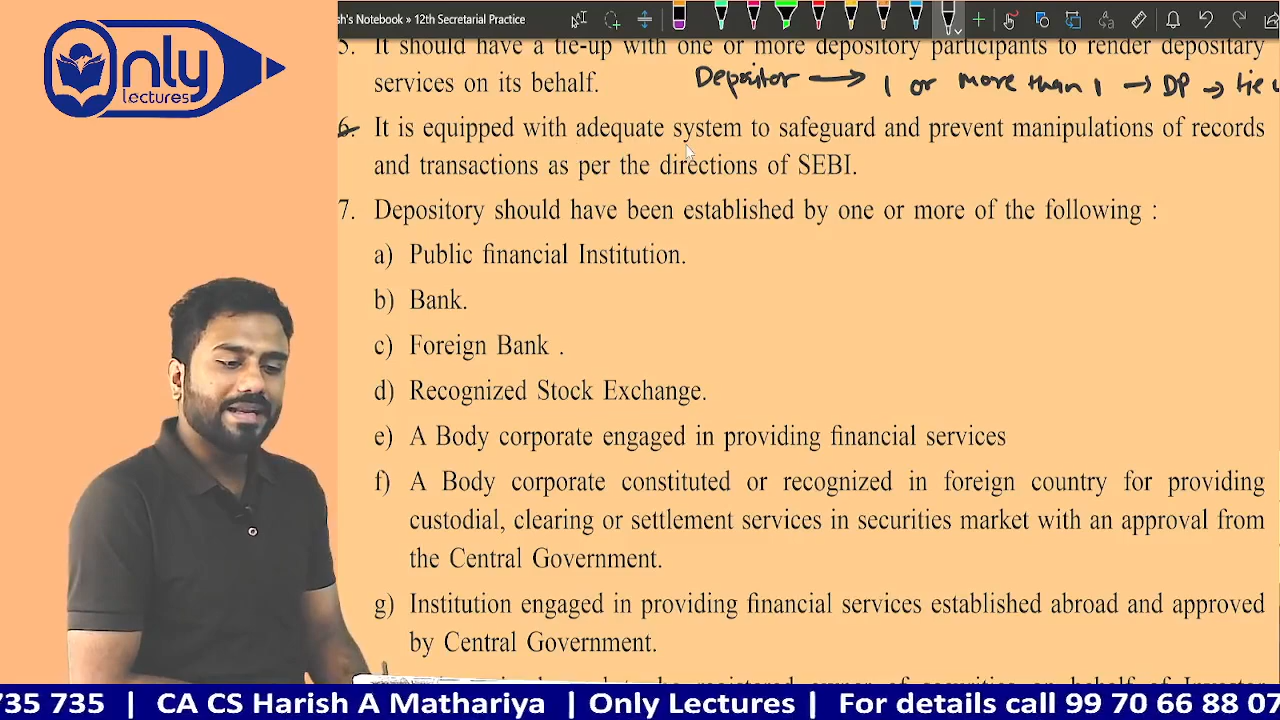 Only
lectures
sh's Notebook » 12th Secretarial Practice
5. It should have a tie-up with one or more depository participants to render depositary
services on its behalf.
Depositor → 1 or more than 1 → DP → tie u
6. It is equipped with adequate system to safeguard and prevent manipulations of records
and transactions as per the directions of SEBI.
7. Depository should have been established by one or more of the following :
a) Public financial Institution.
b) Bank.
c) Foreign Bank .
d) Recognized Stock Exchange.
e) A Body corporate engaged in providing financial services
f) A Body corporate constituted or recognized in foreign country for providing
custodial, clearing or settlement services in securities market with an approval from
the Central Government.
g) Institution engaged in providing financial services established abroad and approved
by Central Government.
735 735 | CA CS Harish A Mathariya | Only Lectures | For details call 99 70 66 88 07